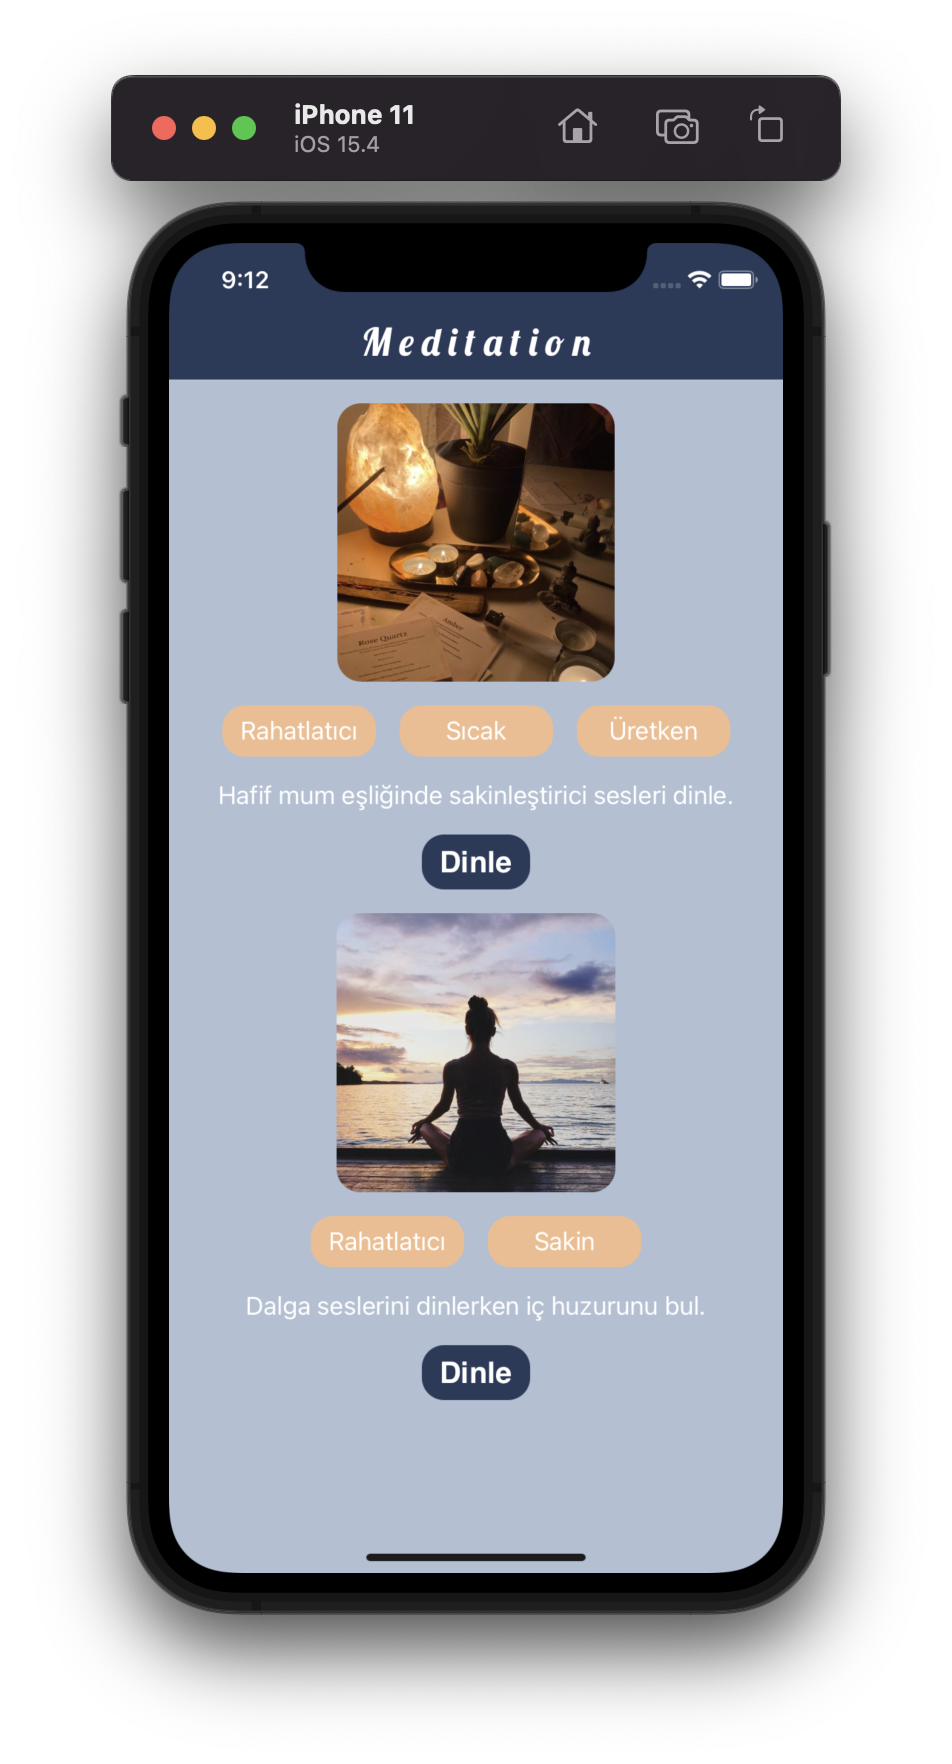 iPhone 11
iOS 15.4
9:12
Meditation
Rose Quartz
Amber
Rahatlatıcı Sıcak Üretken
Hafif mum eşliğinde sakinleştirici sesleri dinle.
Dinle
Rahatlatıcı Sakin
Dalga seslerini dinlerken iç huzurunu bul.
Dinle